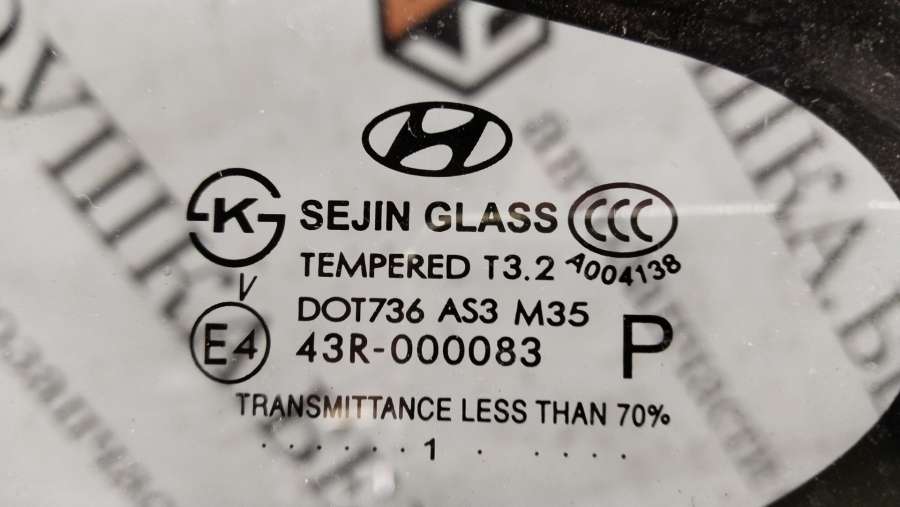 SEJIN GLASS
TEMPERED T3.2 A004138
V
DOT736 AS3 M35
E4 43R-000083 P
TRANSMITTANCE LESS THAN 70%
. . . . . . 1 . . . . .